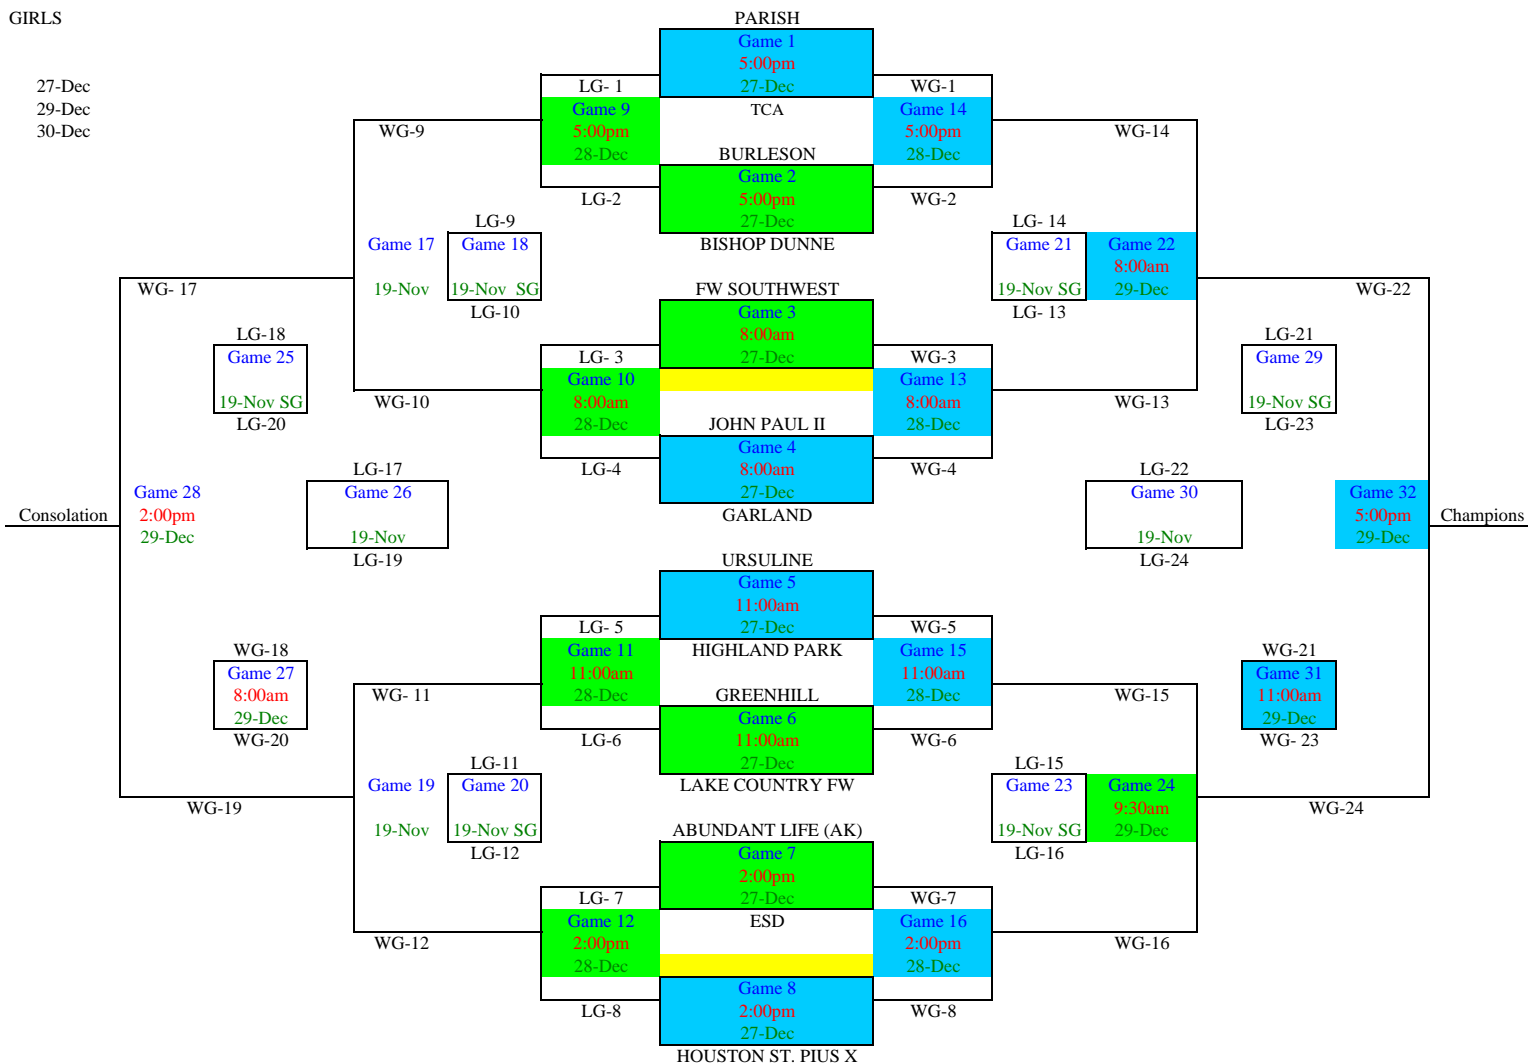 GIRLS
PARISH
Game 1
5:00pm
27-Dec
27-Dec
29-Dec
30-Dec
LG- 1
WG-1
Game 9
5:00pm
28-Dec
TCA
Game 14
5:00pm
28-Dec
WG-9
WG-14
BURLESON
Game 2
5:00pm
27-Dec
LG-2
WG-2
BISHOP DUNNE
LG-9
LG- 14
Game 17
19-Nov
Game 18
19-Nov SG
LG-10
Game 21
19-Nov SG
LG- 13
Game 22
8:00am
29-Dec
WG- 17
WG-22
FW SOUTHWEST
Game 3
8:00am
27-Dec
LG-18
Game 25
19-Nov SG
LG-20
LG- 3
WG-3
LG-21
Game 29
19-Nov SG
LG-23
Game 10
8:00am
28-Dec
Game 13
8:00am
28-Dec
WG-10
WG-13
JOHN PAUL II
Game 4
8:00am
27-Dec
LG-4
WG-4
GARLAND
LG-17
Game 26
19-Nov
LG-19
LG-22
Game 30
19-Nov
LG-24
Game 28
2:00pm
29-Dec
Consolation
Game 32
5:00pm
29-Dec
Champions
URSULINE
Game 5
11:00am
27-Dec
LG- 5
WG-5
Game 11
11:00am
28-Dec
HIGHLAND PARK
Game 15
11:00am
28-Dec
WG-18
Game 27
8:00am
29-Dec
WG-20
WG- 11
WG-15
WG-21
Game 31
11:00am
29-Dec
WG- 23
GREENHILL
Game 6
11:00am
27-Dec
LG-6
WG-6
LAKE COUNTRY FW
LG-11
LG-15
Game 19
19-Nov
Game 20
19-Nov SG
LG-12
Game 23
19-Nov SG
LG-16
Game 24
9:30am
29-Dec
WG-19
WG-24
ABUNDANT LIFE (AK)
Game 7
2:00pm
27-Dec
LG- 7
WG-7
Game 12
2:00pm
28-Dec
ESD
Game 16
2:00pm
28-Dec
WG-12
WG-16
Game 8
2:00pm
27-Dec
LG-8
WG-8
HOUSTON ST. PIUS X